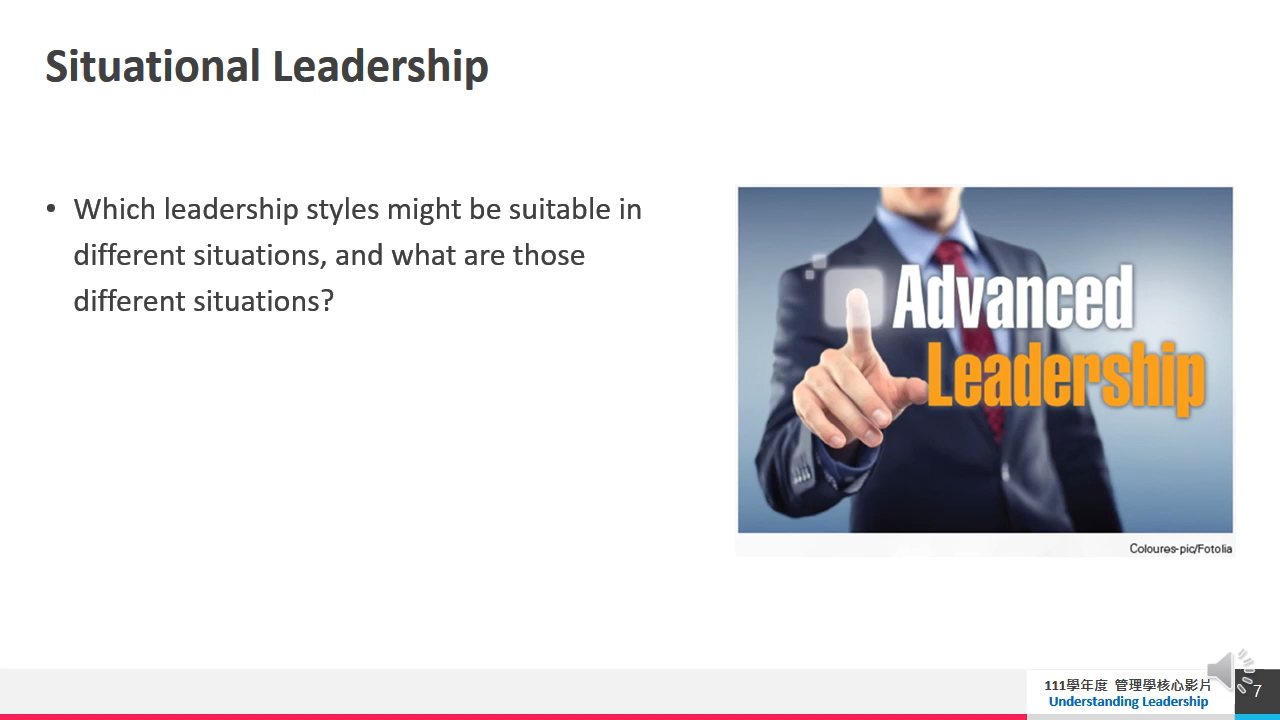 Situational Leadership
• Which leadership styles might be suitable in
different situations, and what are those
different situations?
Advanced
Leadership
Coloures-pic/Fotolia
111學年度 管理學核心影片
Understanding Leadership
7